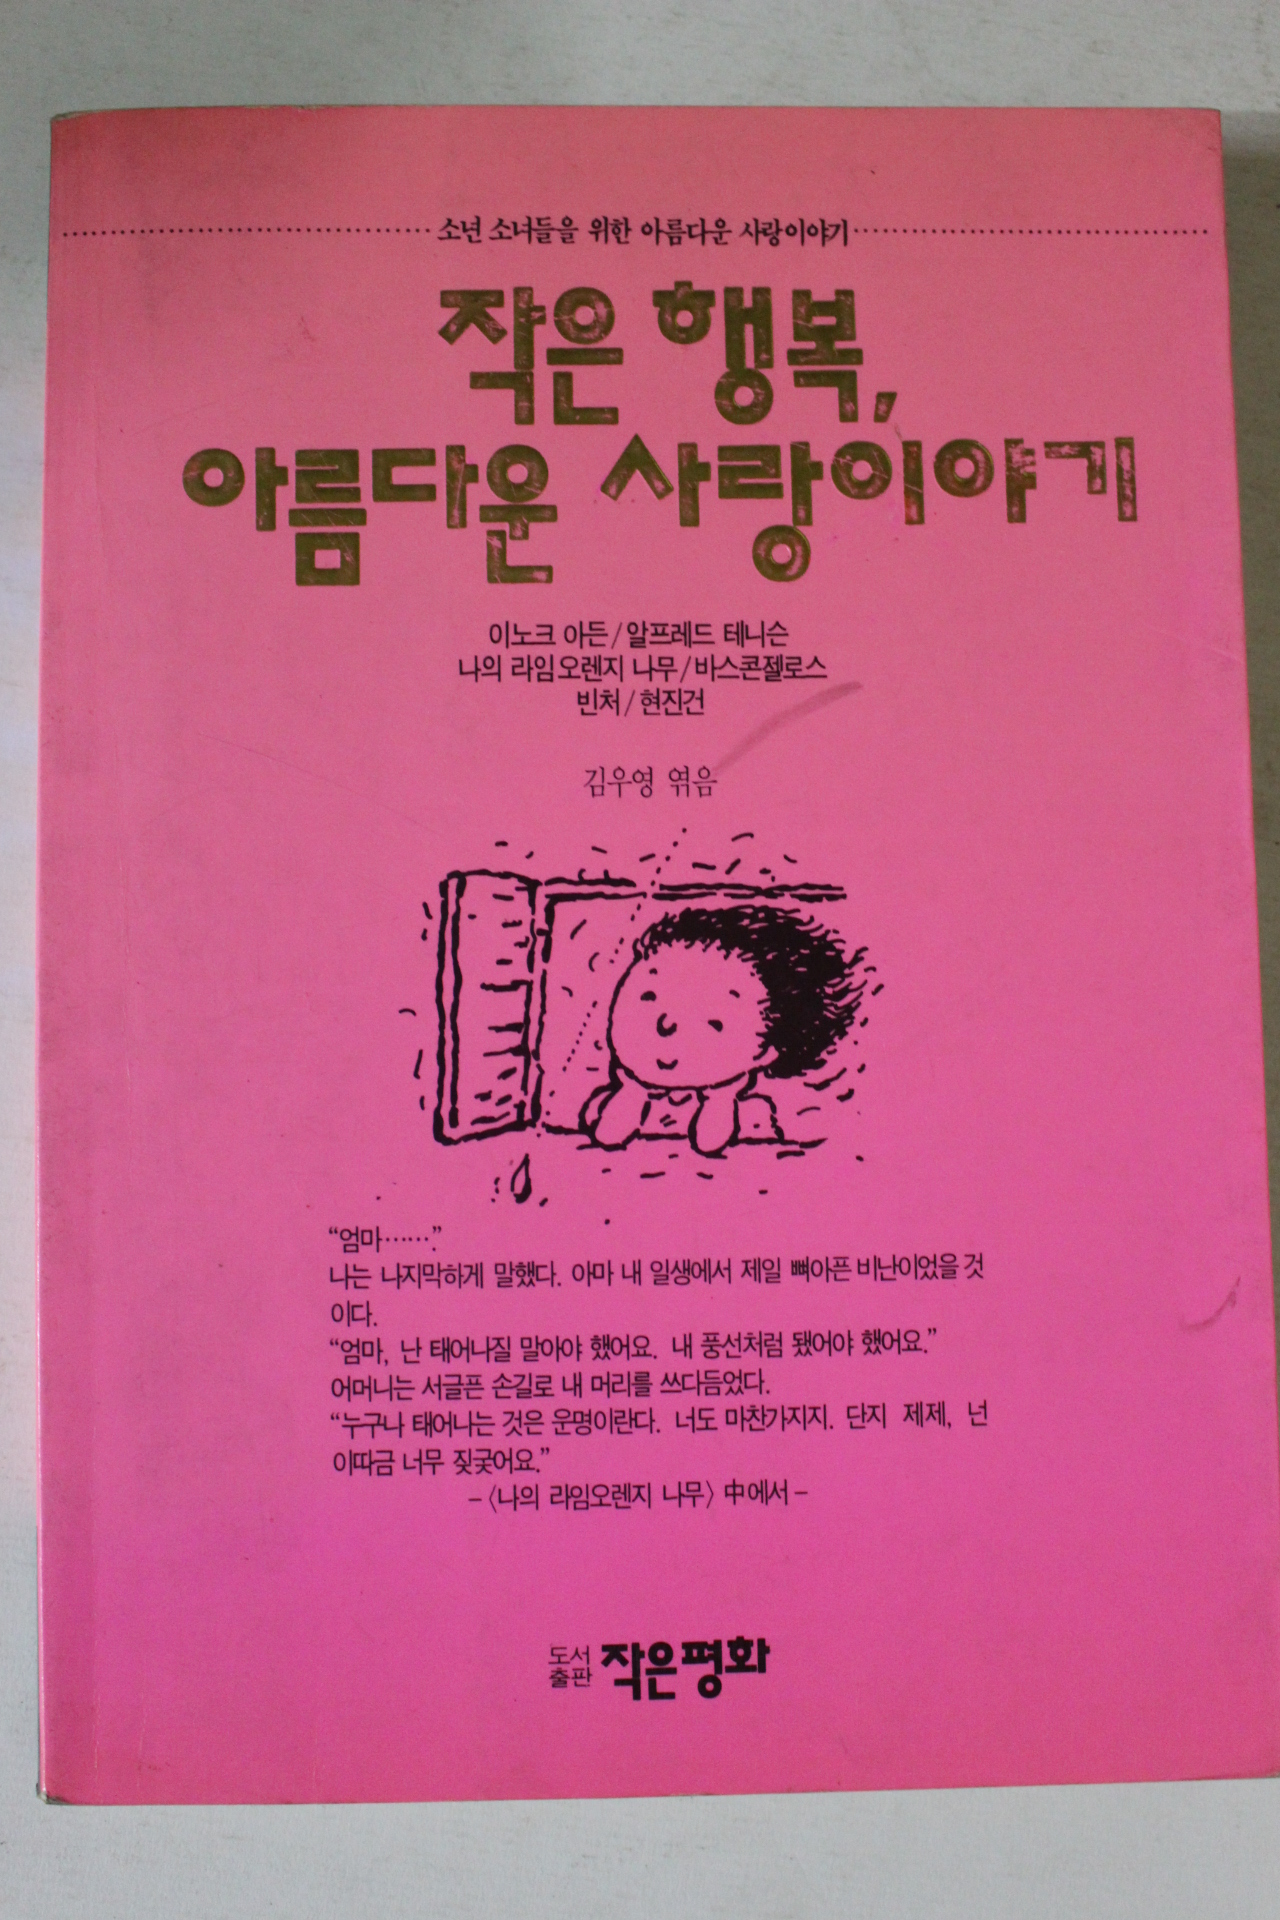 소년 소녀들을 위한 아름다운 사랑이야기
작은 행복,
아름다운 사랑이야기
이노크 아든/알프레드 테니슨
나의 라임오렌지 나무/바스콘젤로스
빈처/현진건
김우영 엮음
“엄마…….”
나는 나지막하게 말했다. 아마 내 일생에서 제일 뼈아픈 비난이었을 것
이다.
“엄마, 난 태어나질 말아야 했어요. 내 풍선처럼 됐어야 했어요.”
어머니는 서글픈 손길로 내 머리를 쓰다듬었다.
“누구나 태어나는 것은 운명이란다. 너도 마찬가지지. 단지 제제, 넌
이따금 너무 짖궂어요.”
–〈나의 라임오렌지 나무〉 中에서–
도서
출판 작은평화